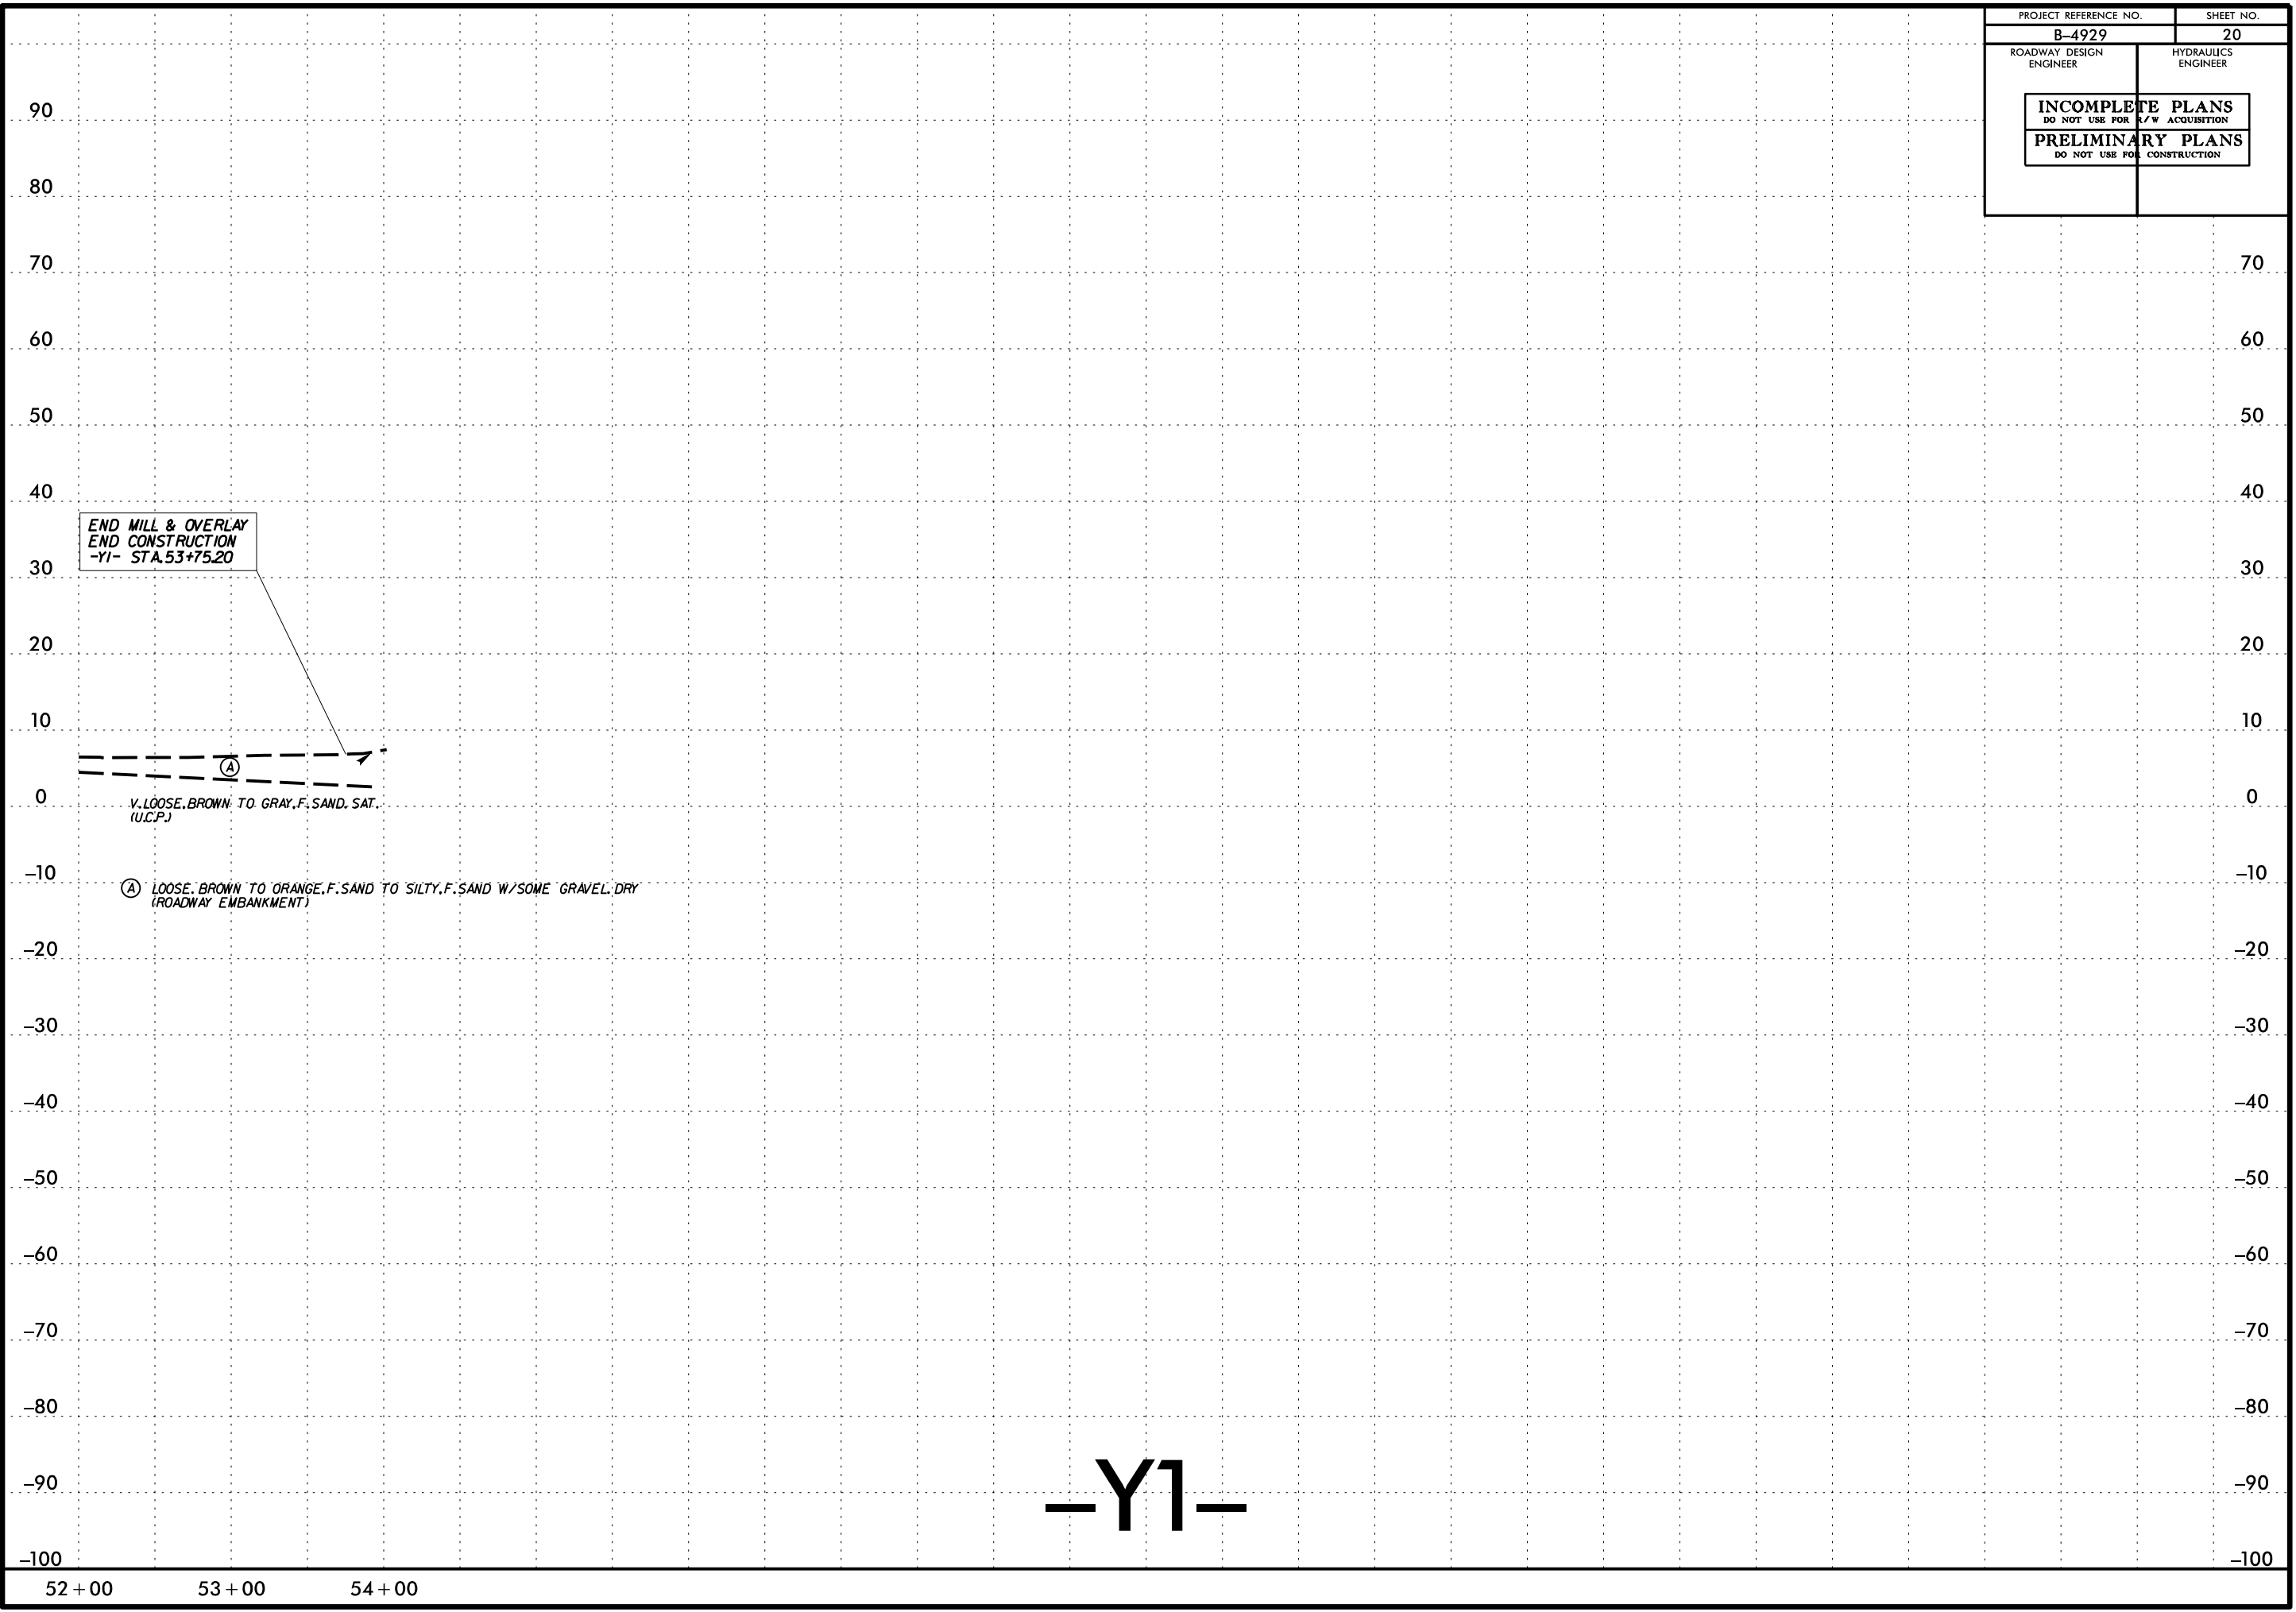 PROJECT REFERENCE NO. SHEET NO.
B–4929 20
ROADWAY DESIGN ENGINEER
HYDRAULICS ENGINEER
INCOMPLETE PLANS
DO NOT USE FOR R/W ACQUISITION
PRELIMINARY PLANS
DO NOT USE FOR CONSTRUCTION
90
80
70 70
60 60
50 50
40 40
END MILL & OVERLAY
END CONSTRUCTION
-Y1- STA.53+75.20
30 30
20 20
10 10
A
0 0
V.LOOSE.BROWN TO GRAY.F.SAND.SAT.
(U.C.P.)
–10 –10
A LOOSE.BROWN TO ORANGE.F.SAND TO SILTY,F.SAND W/SOME GRAVEL.DRY
(ROADWAY EMBANKMENT)
–20 –20
–30 –30
–40 –40
–50 –50
–60 –60
–70 –70
–80 –80
–90 –90
–Y1–
–100 –100
52+00 53+00 54+00